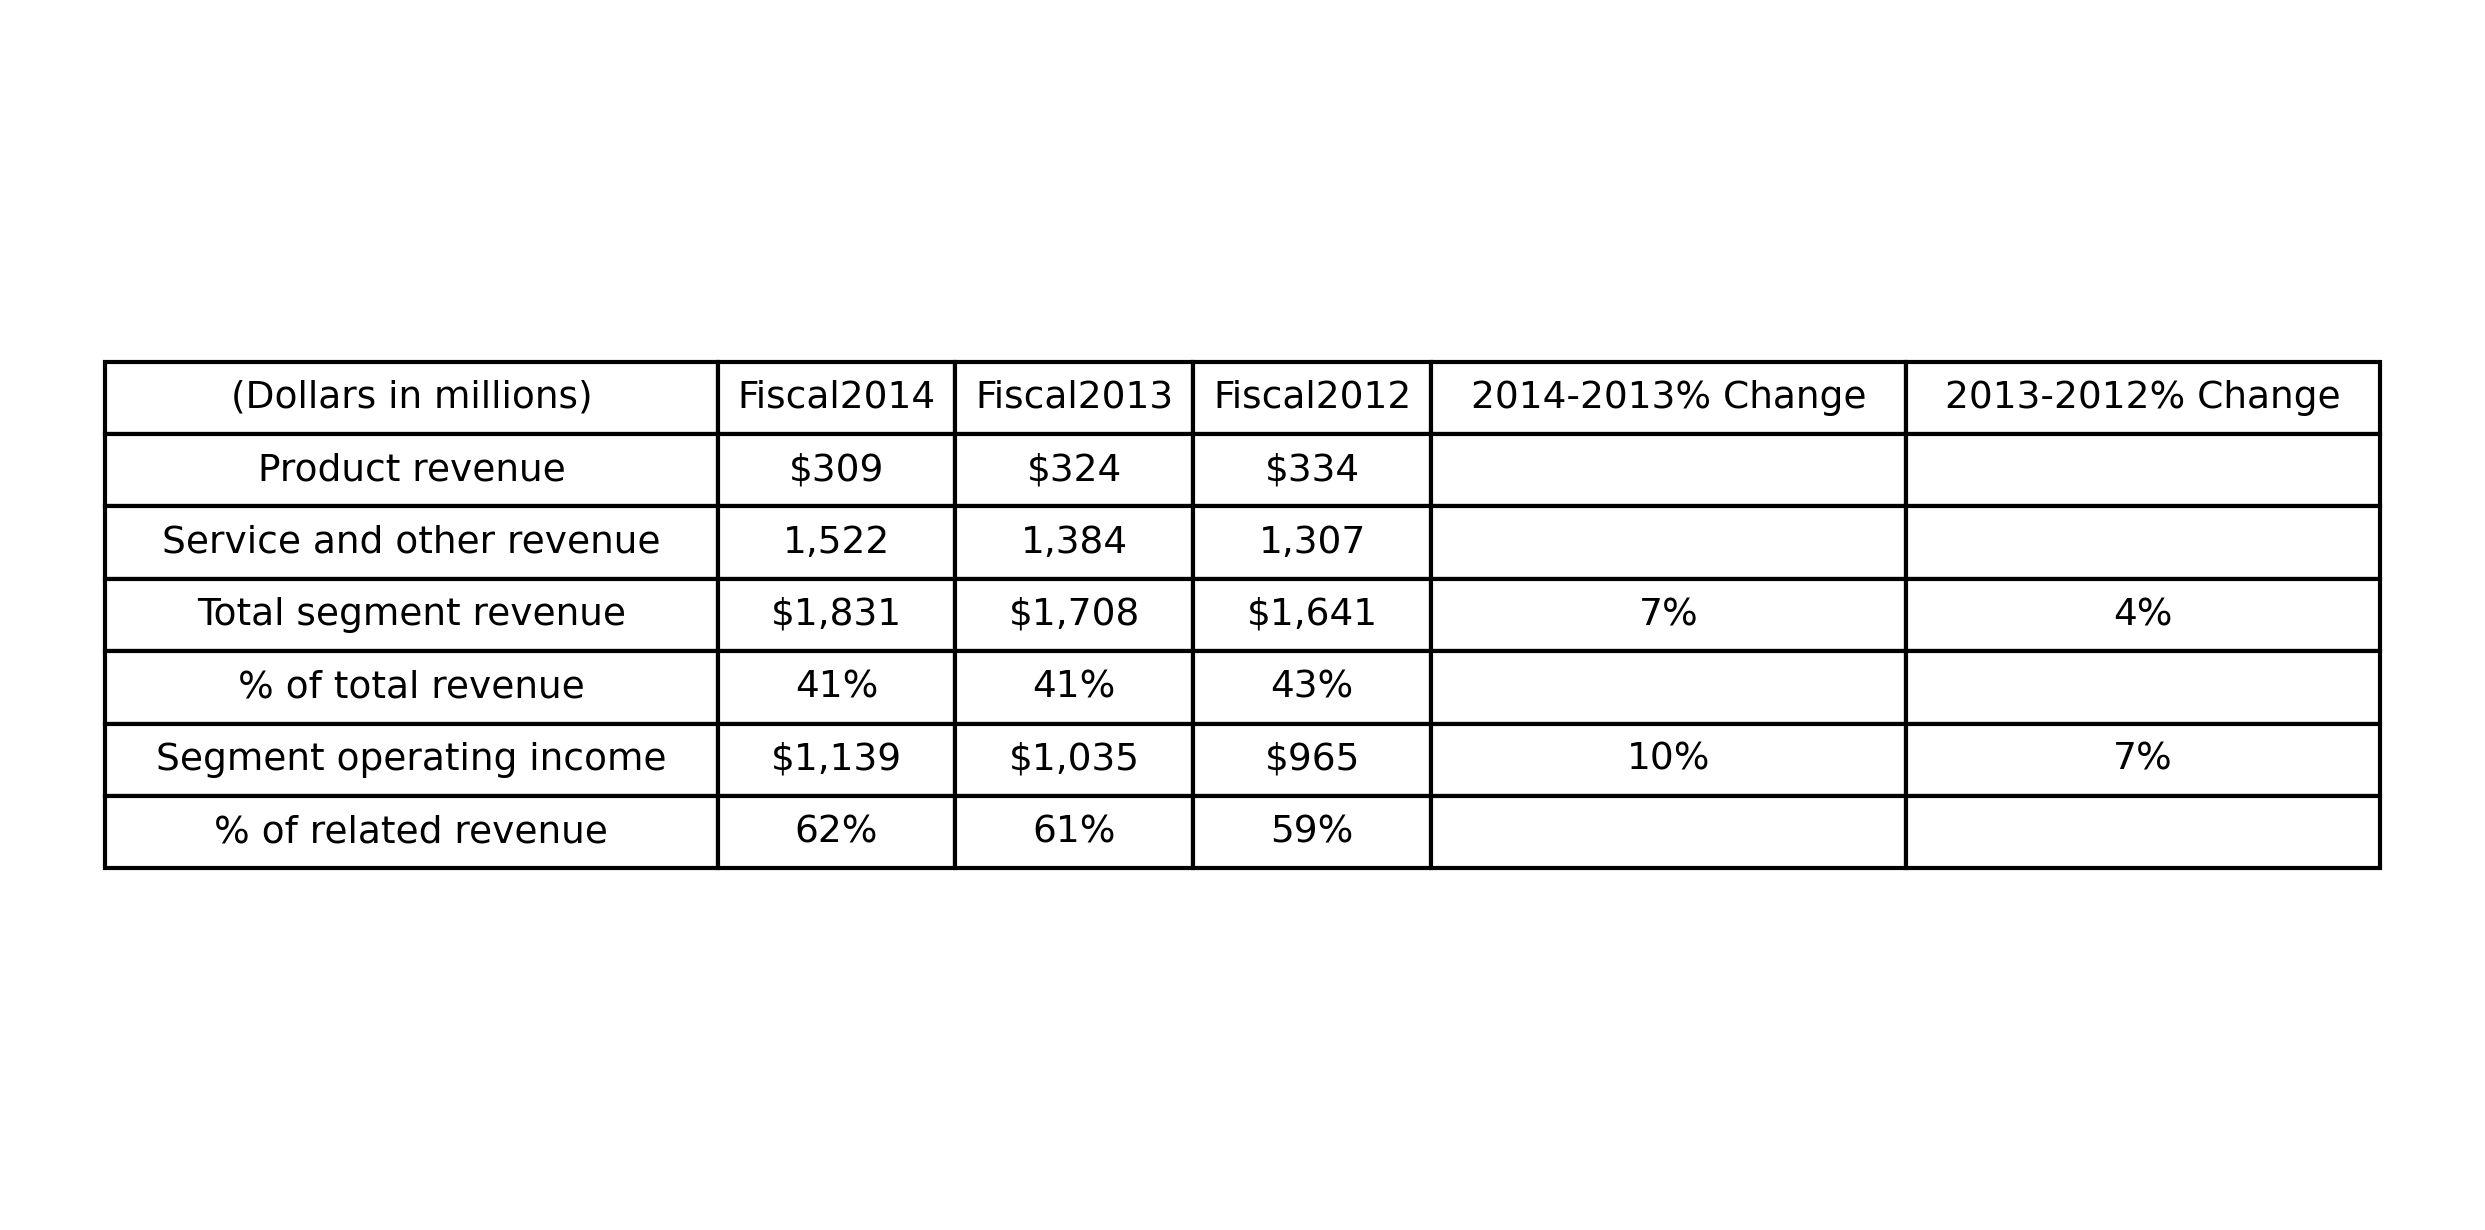 (Dollars in millions) Fiscal2014 Fiscal2013 Fiscal2012 2014-2013% Change 2013-2012% Change
Product revenue $309 $324 $334
Service and other revenue 1,522 1,384 1,307
Total segment revenue $1,831 $1,708 $1,641 7% 4%
% of total revenue 41% 41% 43%
Segment operating income $1,139 $1,035 $965 10% 7%
% of related revenue 62% 61% 59%